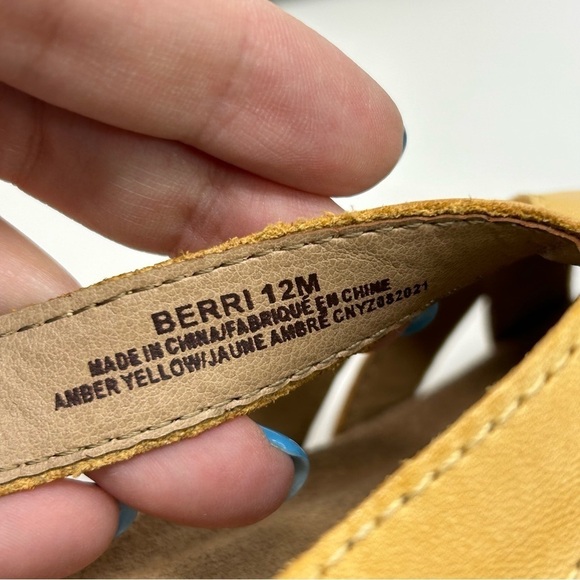 BERRI 12M
MADE IN CHINA/FABRIQUÉ EN CHINE
AMBER YELLOW/JAUNE AMBRÉ CNYZ082021